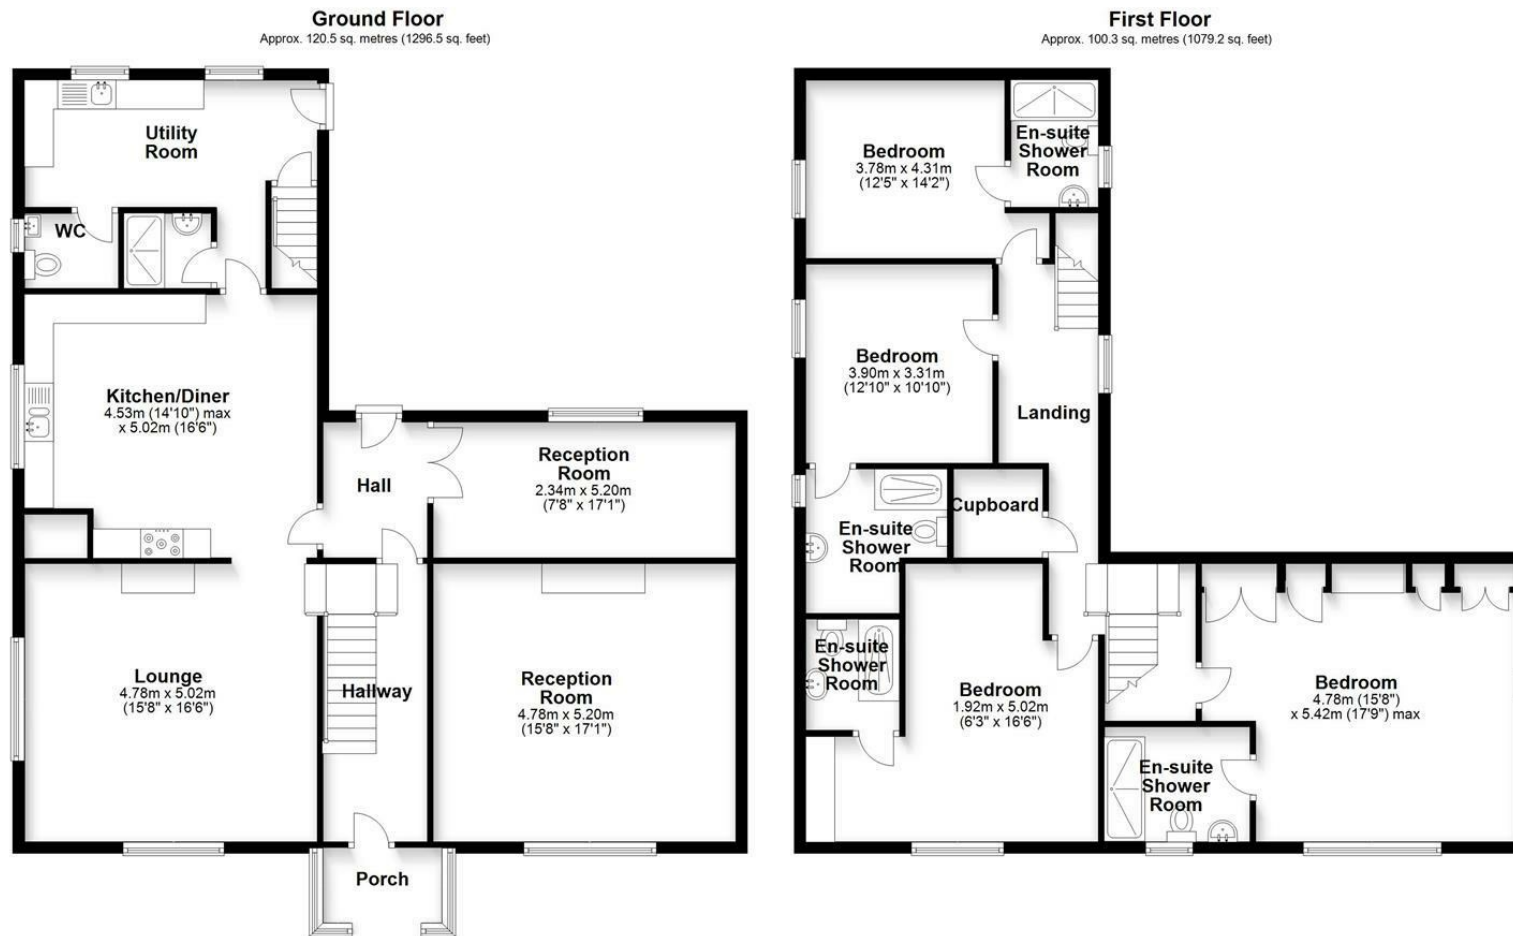 Ground Floor
Approx. 120.5 sq. metres (1296.5 sq. feet)
Utility
Room
WC
Kitchen/Diner
4.53m (14'10") max
x 5.02m (16'6")
Hall
Reception
Room
2.34m x 5.20m
(7'8" x 17'1")
Lounge
4.78m x 5.02m
(15'8" x 16'6")
Hallway
Reception
Room
4.78m x 5.20m
(15'8" x 17'1")
Porch
First Floor
Approx. 100.3 sq. metres (1079.2 sq. feet)
Bedroom
3.78m x 4.31m
(12'5" x 14'2")
En-suite
Shower
Room
Bedroom
3.90m x 3.31m
(12'10" x 10'10")
Landing
Cupboard
En-suite
Shower
Room
En-suite
Shower
Room
Bedroom
1.92m x 5.02m
(6'3" x 16'6")
Bedroom
4.78m (15'8")
x 5.42m (17'9") max
En-suite
Shower
Room